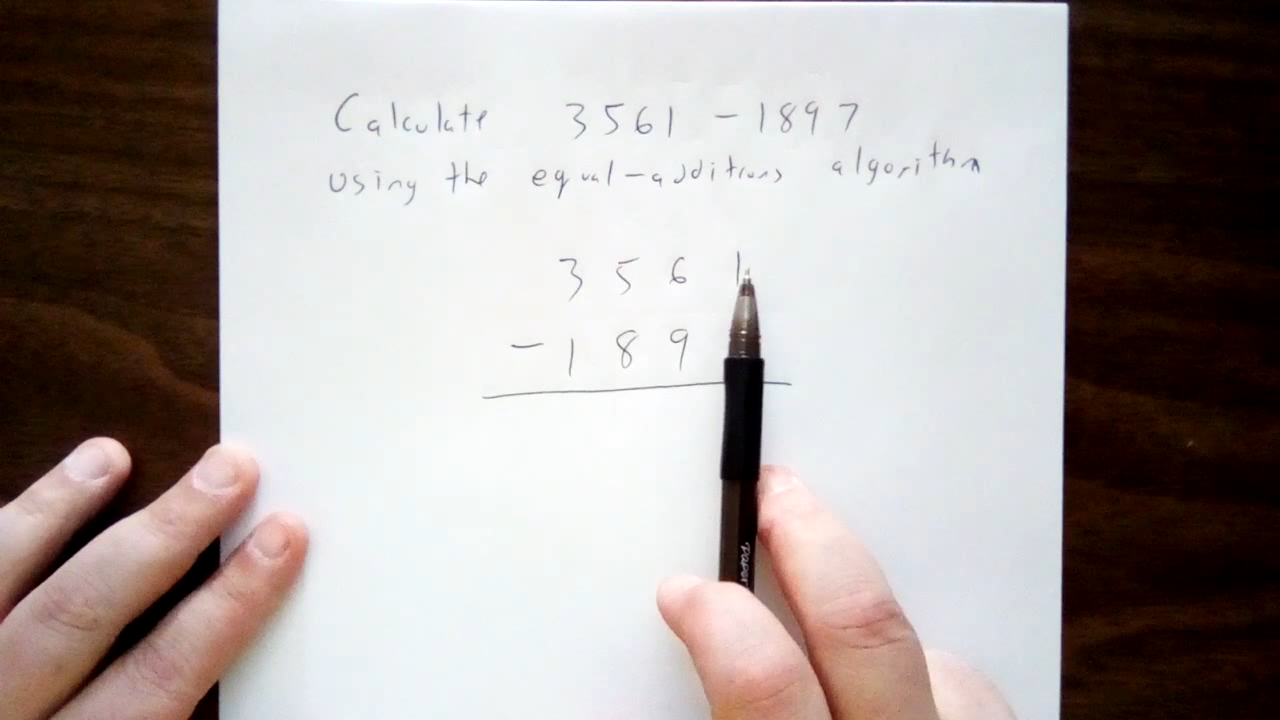 Calculate 3561 - 1897
using the equal-additions algorithm
3 5 6 1
- 1 8 9